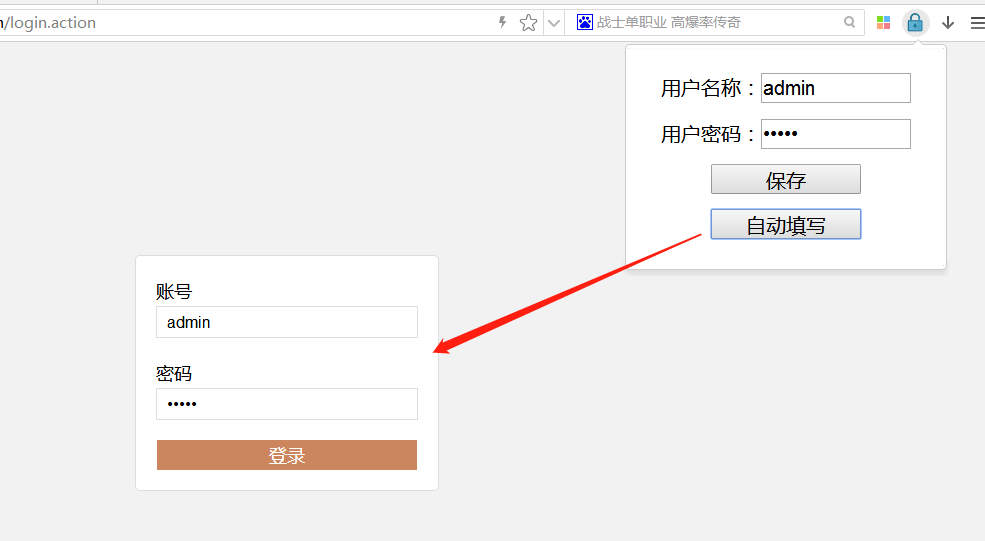 n/login.action
战士单职业 高爆率传奇
用户名称：admin
用户密码：•••••
保存
自动填写
账号
admin
密码
•••••
登录